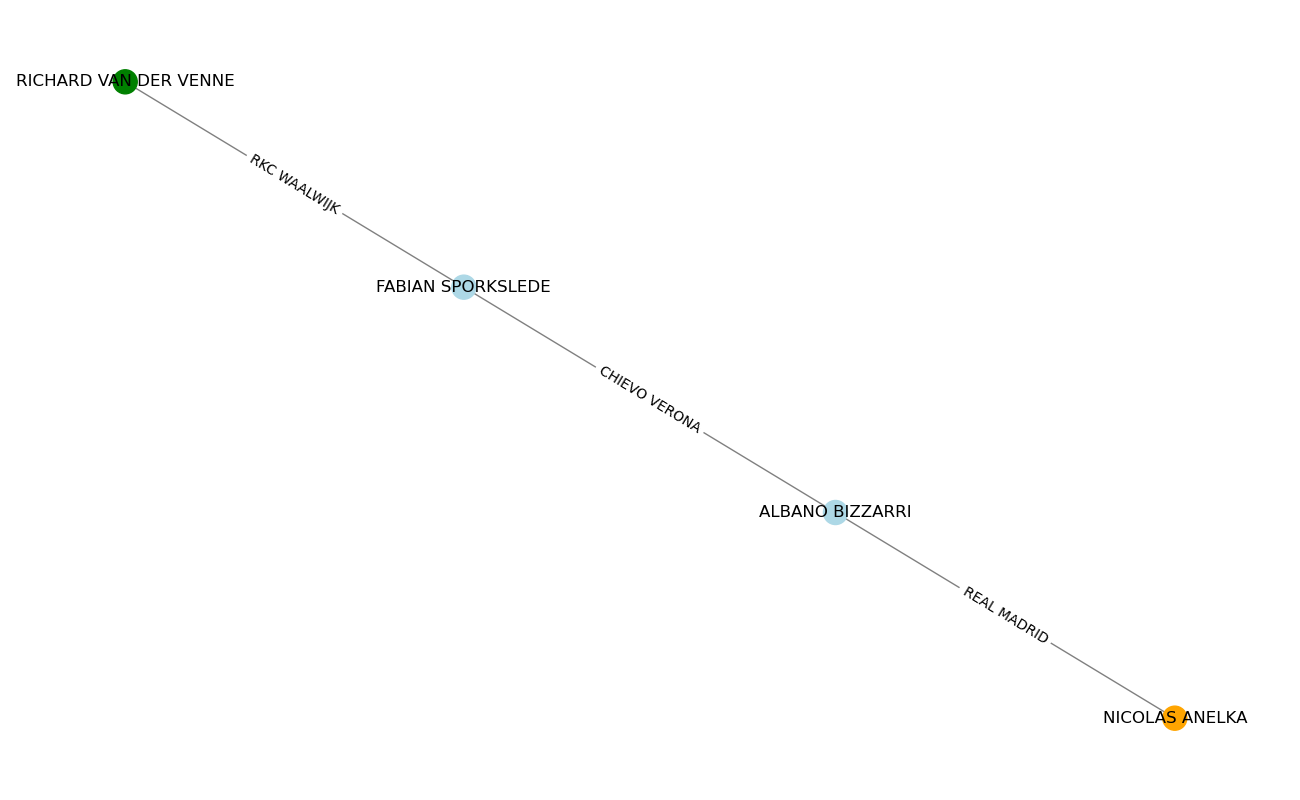 RICHARD VAN DER VENNE
RKC WAALWIJK
FABIAN SPORKSLEDE
CHIEVO VERONA
ALBANO BIZZARRI
REAL MADRID
NICOLAS ANELKA